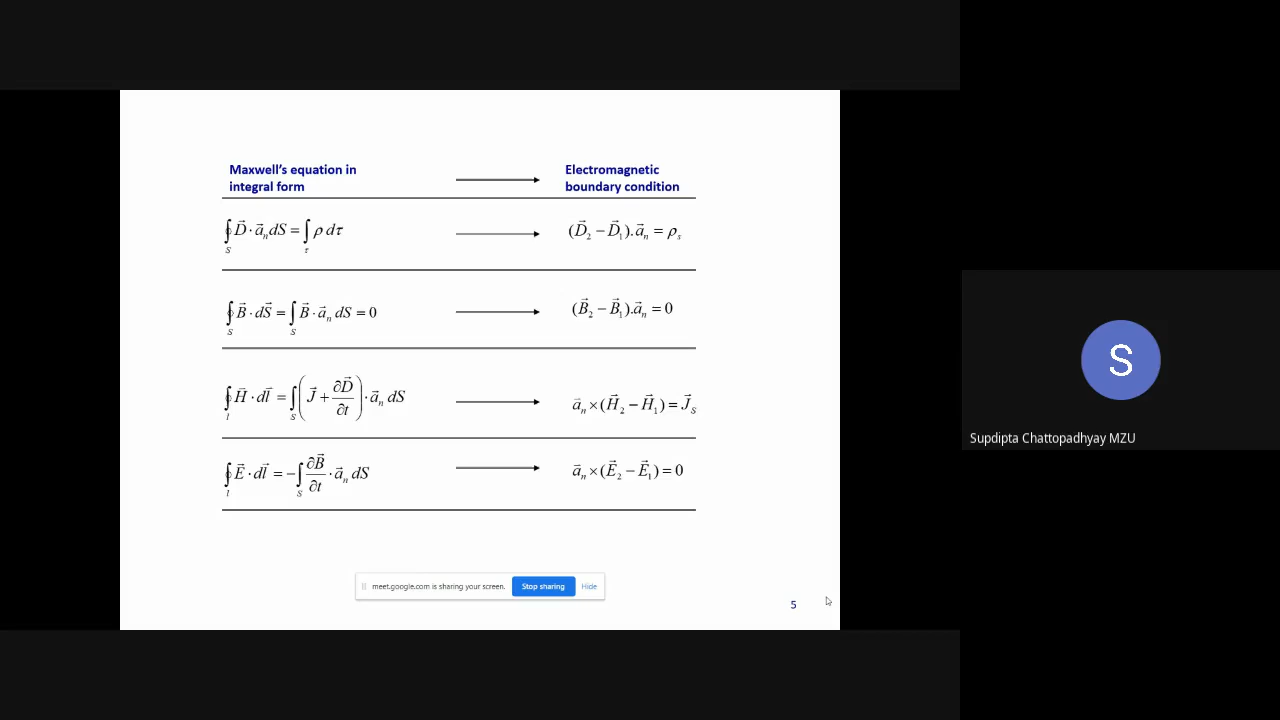 Maxwell's equation in
integral form
Electromagnetic
boundary condition
∮_S D⃗ · a⃗_n dS = ∫_τ ρ dτ
(D⃗_2 − D⃗_1).a⃗_n = ρ_s
∮_S B⃗ · dS⃗ = ∫_S B⃗ · a⃗_n dS = 0
(B⃗_2 − B⃗_1).a⃗_n = 0
∮_l H⃗ · dl⃗ = ∫_S (J⃗ + ∂D⃗/∂t) · a⃗_n dS
a⃗_n × (H⃗_2 − H⃗_1) = J⃗_S
∮_l E⃗ · dl⃗ = −∫_S ∂B⃗/∂t · a⃗_n dS
a⃗_n × (E⃗_2 − E⃗_1) = 0
meet.google.com is sharing your screen. Stop sharing Hide
5
S
Supdipta Chattopadhyay MZU